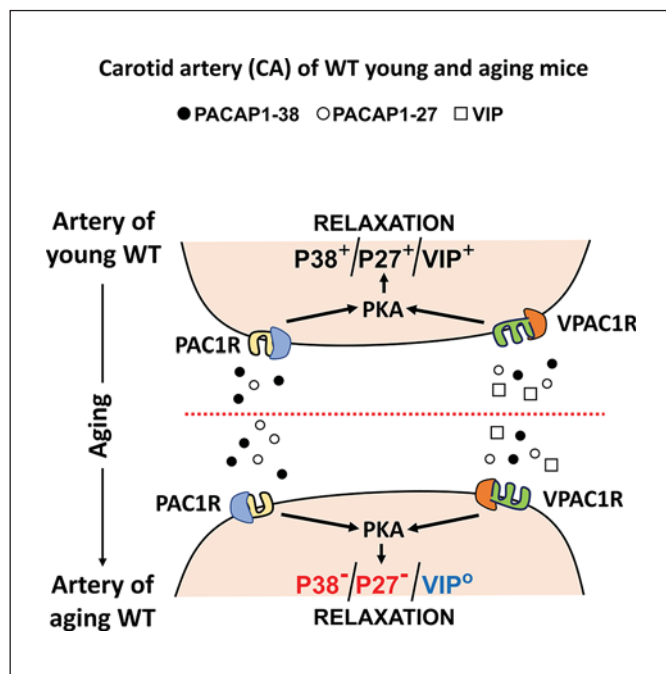 Carotid artery (CA) of WT young and aging mice
●PACAP1-38 ○PACAP1-27 □VIP
Artery of
young WT
RELAXATION
P38⁺/P27⁺/VIP⁺
PKA
PAC1R
VPAC1R
Aging
PAC1R
VPAC1R
PKA
P38⁻/P27⁻/VIPᵒ
RELAXATION
Artery of
aging WT